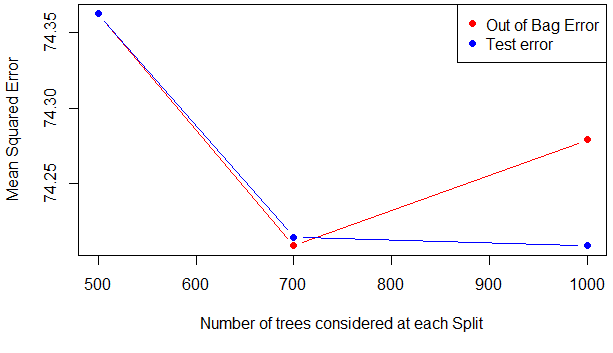 Out of Bag Error
Test error
Mean Squared Error
74.35
74.30
74.25
500
600
700
800
900
1000
Number of trees considered at each Split